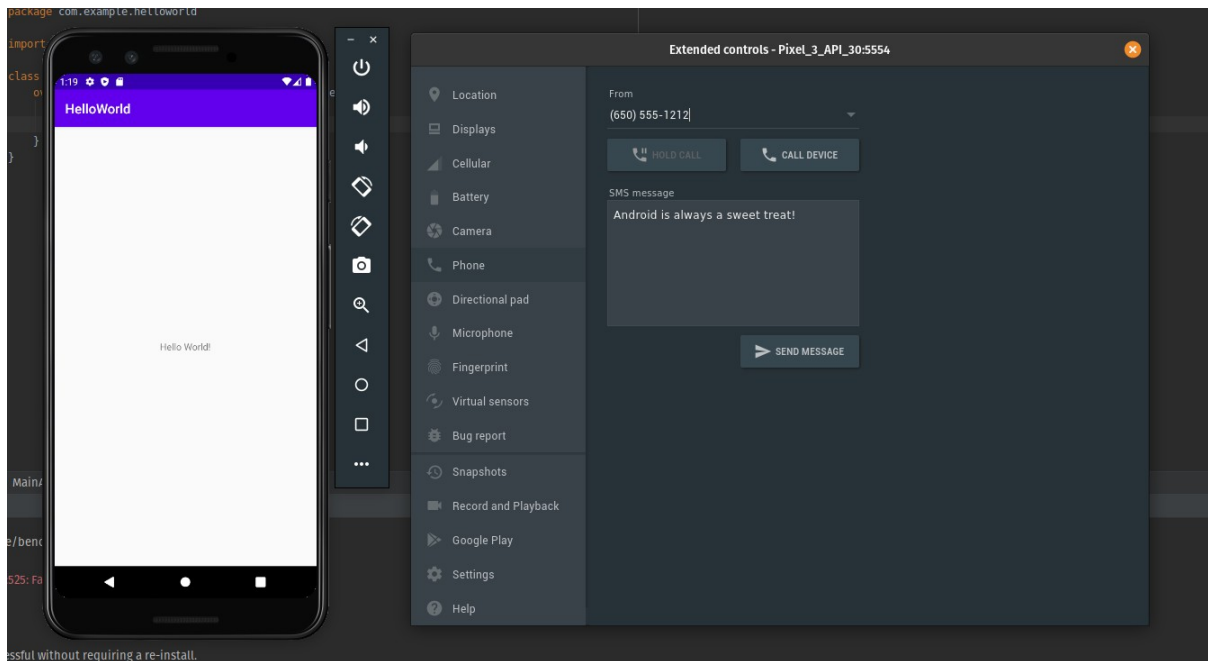 package com.example.helloworld
import
class
}
}
1:19
HelloWorld
Hello World!
MainA
e/benc
525: Fa
essful without requiring a re-install.
Extended controls - Pixel_3_API_30:5554
Location
Displays
Cellular
Battery
Camera
Phone
Directional pad
Microphone
Fingerprint
Virtual sensors
Bug report
Snapshots
Record and Playback
Google Play
Settings
Help
From
(650) 555-1212
HOLD CALL
CALL DEVICE
SMS message
Android is always a sweet treat!
SEND MESSAGE